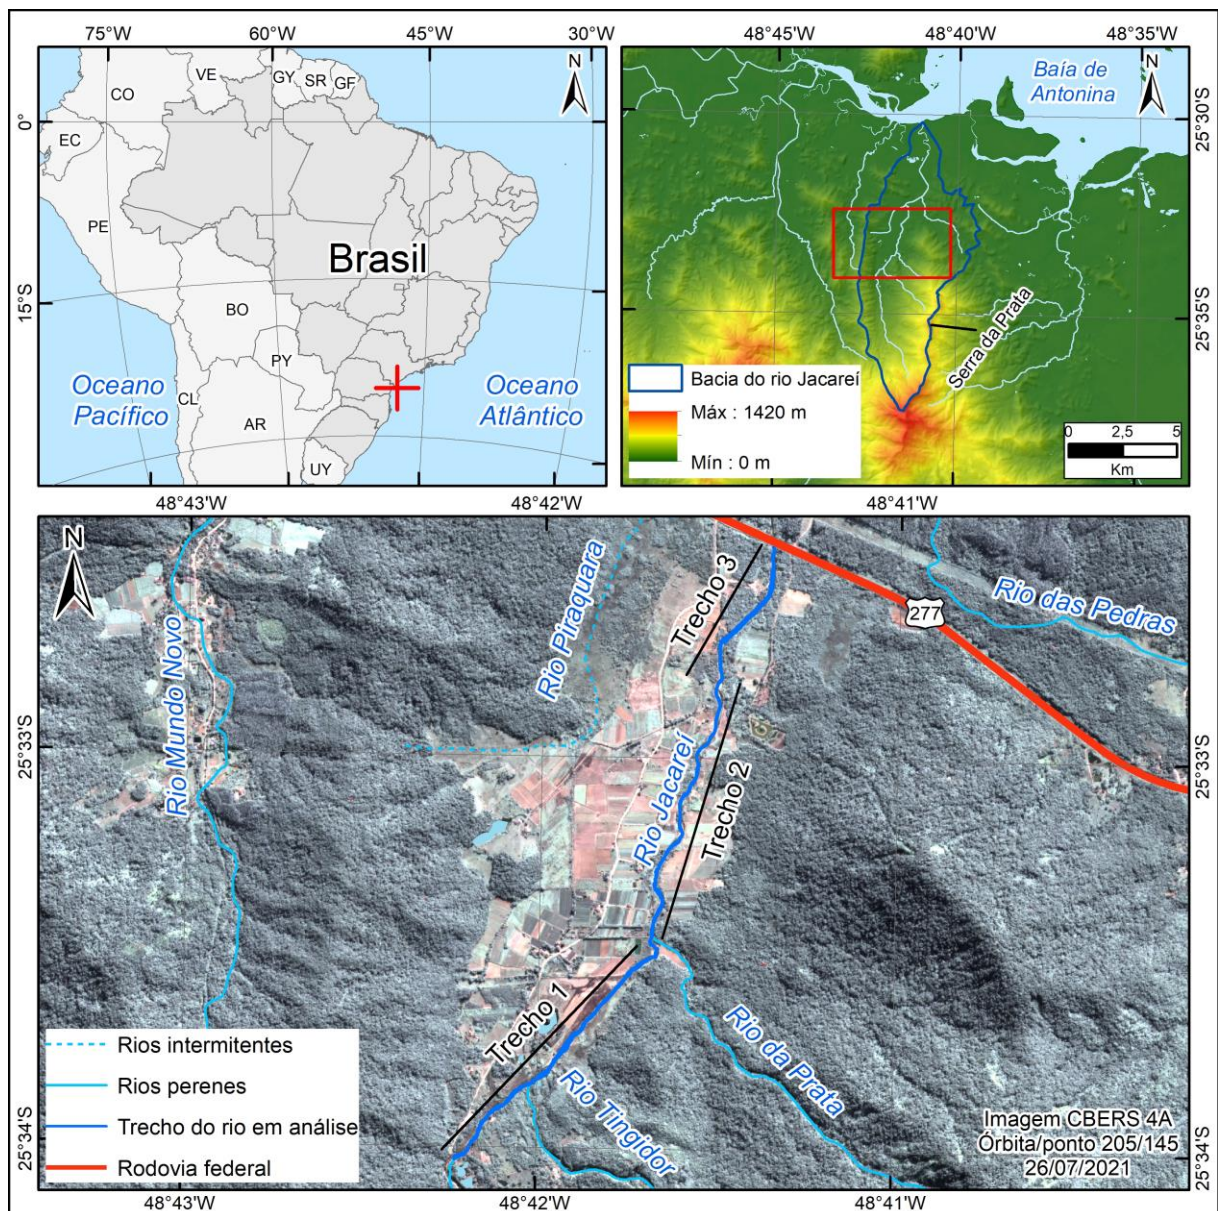 75°W
60°W
45°W
30°W
0°
15°S
N
CO
VE
GY
SR
GF
EC
PE
Brasil
BO
PY
CL
AR
UY
Oceano
Pacífico
Oceano
Atlântico
48°45'W
48°40'W
48°35'W
25°30'S
25°35'S
Baía de
Antonina
N
Serra da Prata
Bacia do rio Jacareí
Máx : 1420 m
Mín : 0 m
0 2,5 5
Km
48°43'W
48°42'W
48°41'W
N
Rio Mundo Novo
Rio Piraquara
Trecho 3
277
Rio das Pedras
25°33'S
25°33'S
Rio Jacareí
Trecho 2
Trecho 1
Rio Tingidor
Rio da Prata
Rios intermitentes
Rios perenes
Trecho do rio em análise
Rodovia federal
Imagem CBERS 4A
Órbita/ponto 205/145
26/07/2021
25°34'S
25°34'S
48°43'W
48°42'W
48°41'W